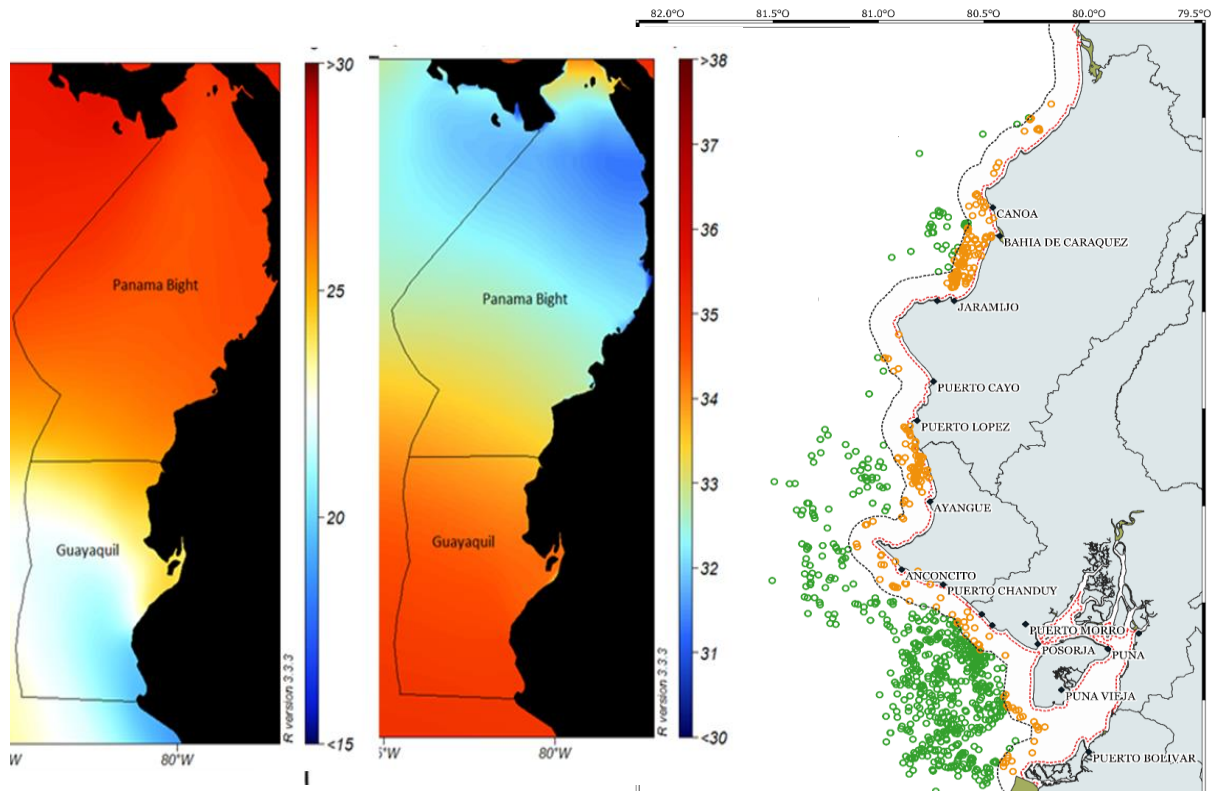 >30
25
20
<15
Panama Bight
Guayaquil
R version 3.3.3
W
80°W
>38
37
36
35
34
33
32
31
<30
Panama Bight
Guayaquil
R version 3.3.3
5°W
80°W
82.0°O 81.5°O 81.0°O 80.5°O 80.0°O 79.5°O
CANOA
BAHIA DE CARAQUEZ
JARAMIJO
PUERTO CAYO
PUERTO LOPEZ
AYANGUE
ANCONCITO
PUERTO CHANDUY
PUERTO MORRO
POSORJA
PUNA
PUNA VIEJA
PUERTO BOLIVAR